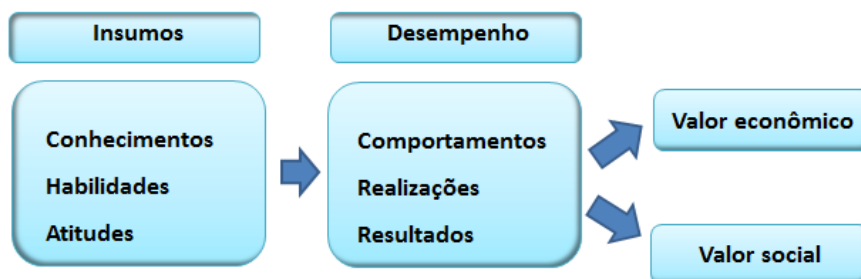 Insumos
Desempenho
Conhecimentos
Habilidades
Atitudes
Comportamentos
Realizações
Resultados
Valor econômico
Valor social